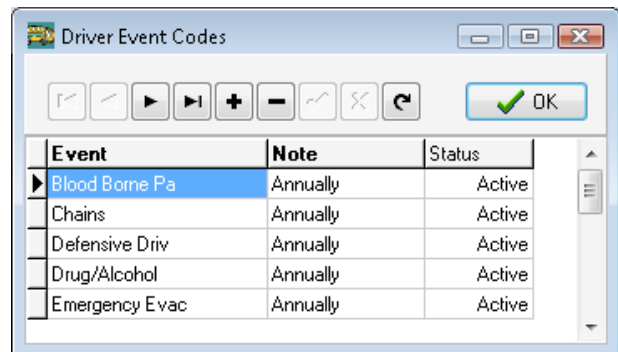 Driver Event Codes
OK
Event Note Status
Blood Borne Pa Annually Active
Chains Annually Active
Defensive Driv Annually Active
Drug/Alcohol Annually Active
Emergency Evac Annually Active